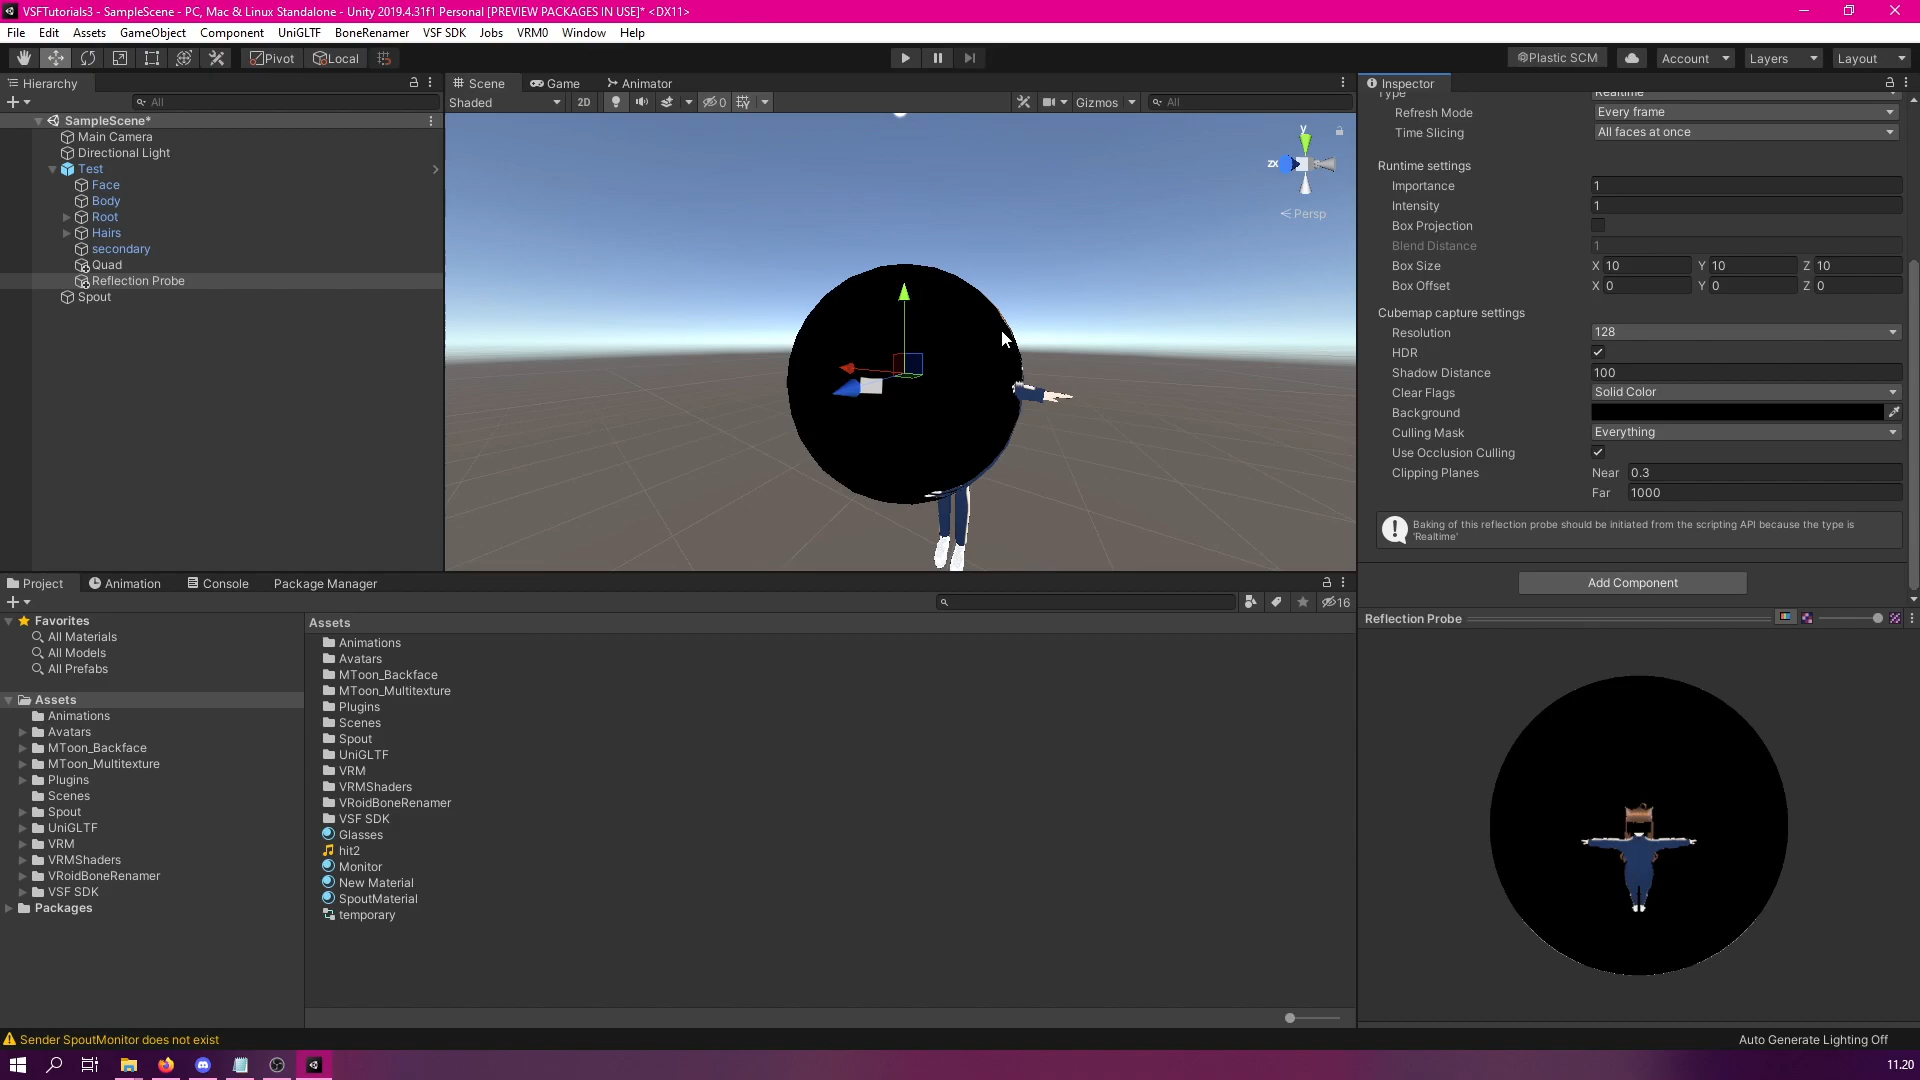 VSFTutorials3 - SampleScene - PC, Mac & Linux Standalone - Unity 2019.4.31f1 Personal [PREVIEW PACKAGES IN USE]* <DX11>
File Edit Assets GameObject Component UniGLTF BoneRenamer VSF SDK Jobs VRM0 Window Help
Pivot Local Plastic SCM Account Layers Layout
Hierarchy
All
SampleScene*
Main Camera
Directional Light
Test
Face
Body
Root
Hairs
secondary
Quad
Reflection Probe
Spout
Scene Game Animator
Shaded 2D 0 Gizmos All
y
zx
Persp
Inspector
Type Realtime
Refresh Mode Every frame
Time Slicing All faces at once
Runtime settings
Importance 1
Intensity 1
Box Projection
Blend Distance 1
Box Size X 10 Y 10 Z 10
Box Offset X 0 Y 0 Z 0
Cubemap capture settings
Resolution 128
HDR
Shadow Distance 100
Clear Flags Solid Color
Background
Culling Mask Everything
Use Occlusion Culling
Clipping Planes Near 0.3
Far 1000
Baking of this reflection probe should be initiated from the scripting API because the type is
'Realtime'
Add Component
Reflection Probe
Project Animation Console Package Manager
16
Favorites
All Materials
All Models
All Prefabs
Assets
Animations
Avatars
MToon_Backface
MToon_Multitexture
Plugins
Scenes
Spout
UniGLTF
VRM
VRMShaders
VRoidBoneRenamer
VSF SDK
Packages
Assets
Animations
Avatars
MToon_Backface
MToon_Multitexture
Plugins
Scenes
Spout
UniGLTF
VRM
VRMShaders
VRoidBoneRenamer
VSF SDK
Glasses
hit2
Monitor
New Material
SpoutMaterial
temporary
Sender SpoutMonitor does not exist
Auto Generate Lighting Off
11.20